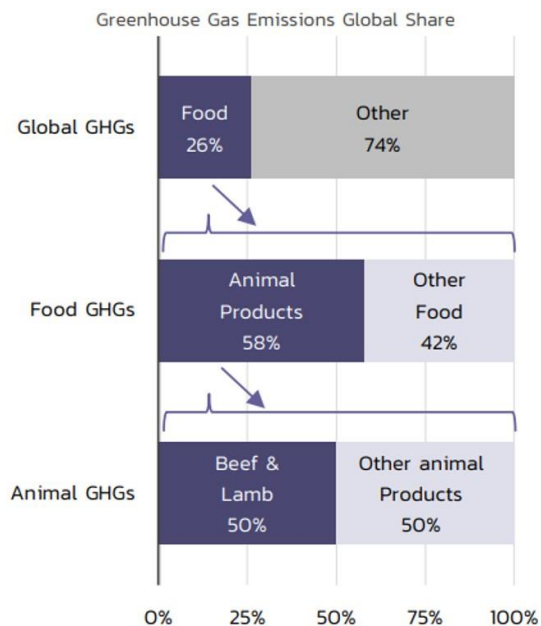 Greenhouse Gas Emissions Global Share
Global GHGs
Food
26%
Other
74%
Food GHGs
Animal
Products
58%
Other
Food
42%
Animal GHGs
Beef &
Lamb
50%
Other animal
Products
50%
0% 25% 50% 75% 100%